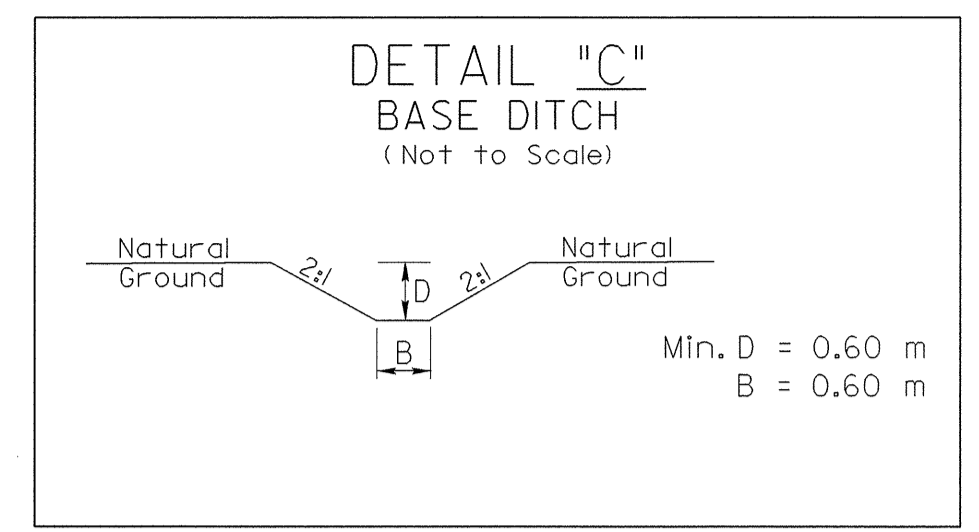 DETAIL "C"
BASE DITCH
(Not to Scale)
Natural
Ground
2:1
D
2:1
Natural
Ground
B
Min. D = 0.60 m
B = 0.60 m